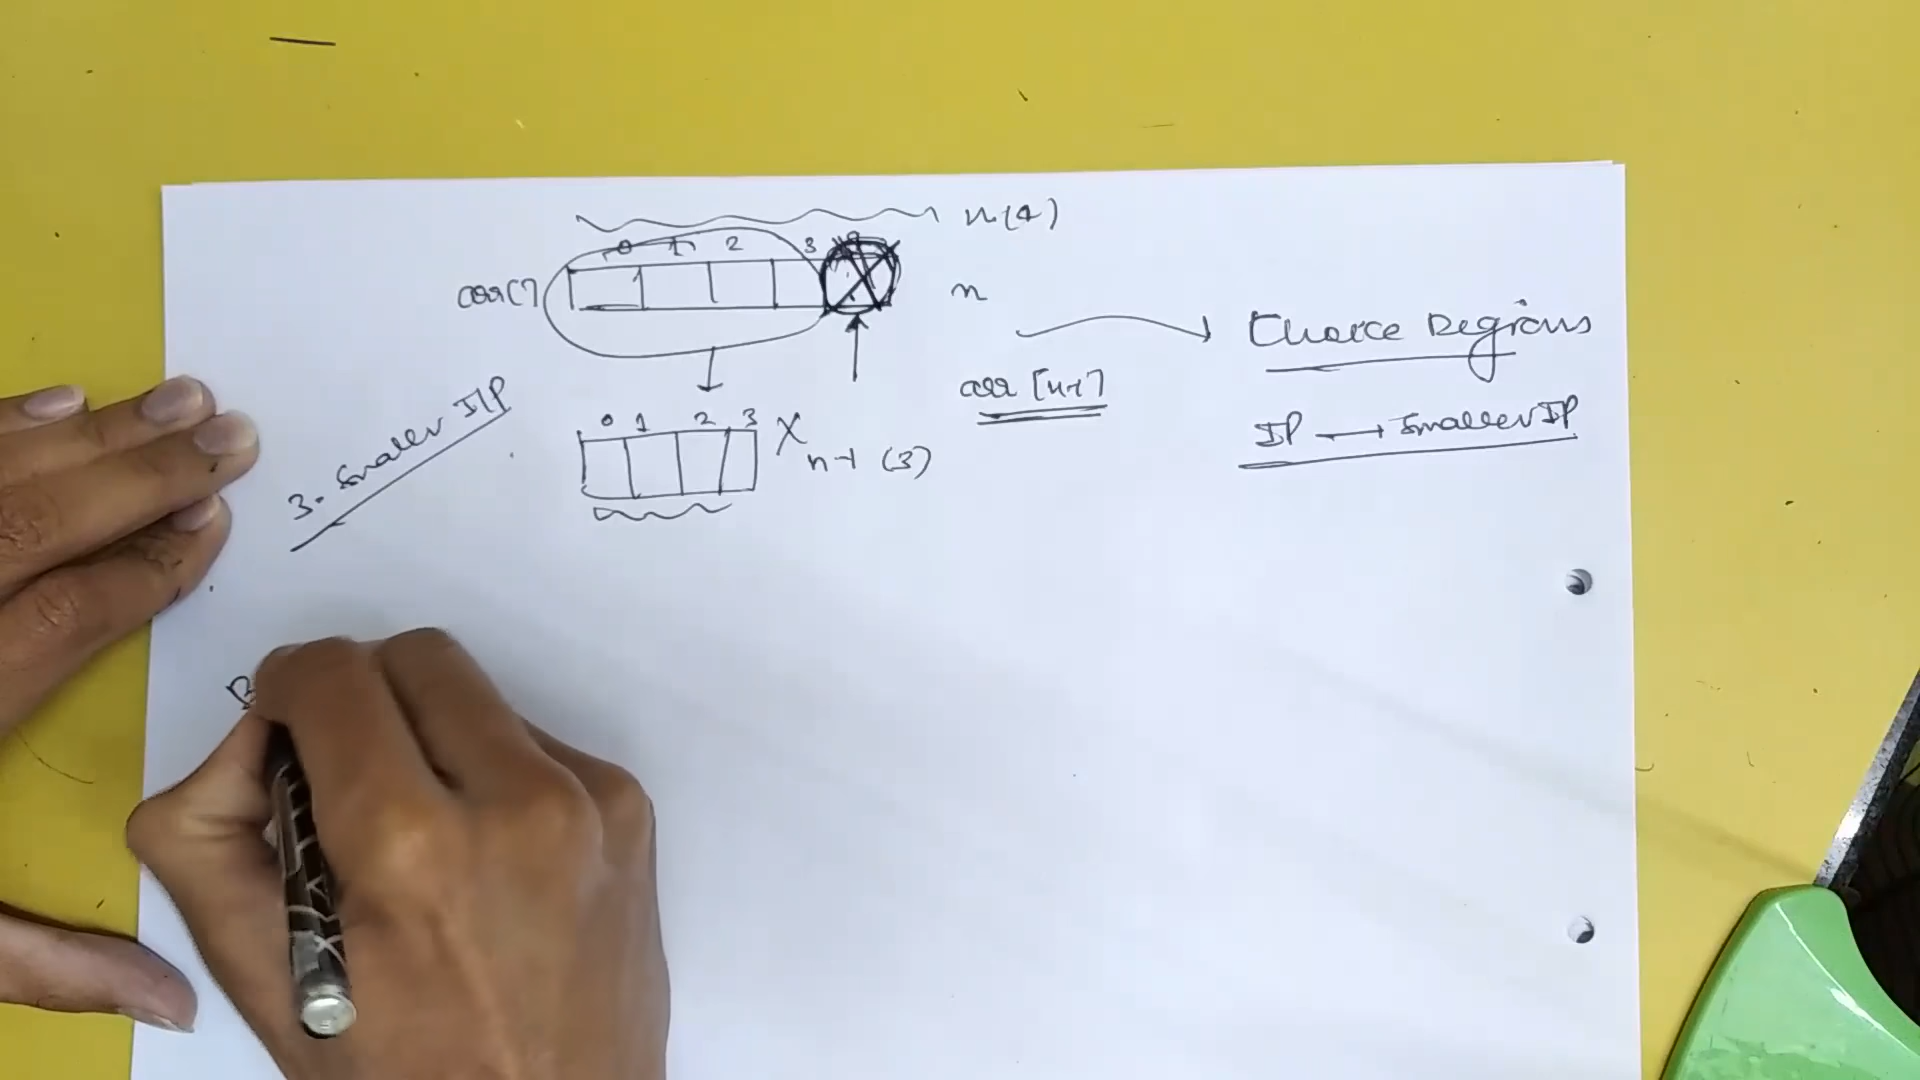 n(4)
0 1 2 3
arr[] n
Choice Degrions
arr [n-1]
3. Smaller I/P
0 1 2 3 X
n-1 (3)
IP → Smaller IP
B